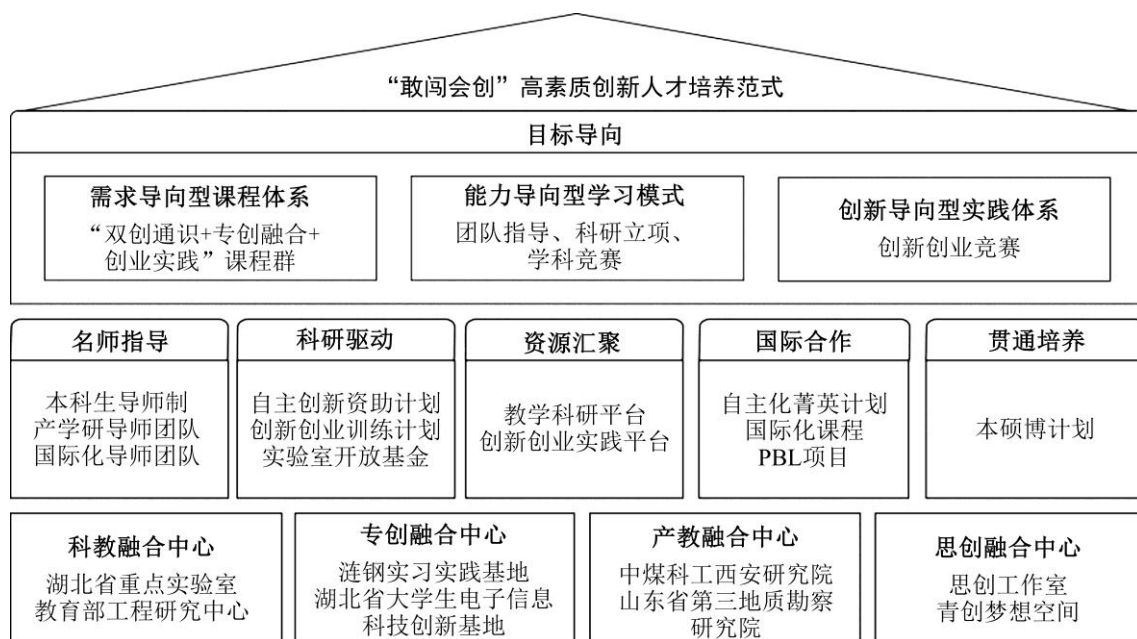 “敢闯会创”高素质创新人才培养范式
目标导向
需求导向型课程体系
“双创通识+专创融合+
创业实践”课程群
能力导向型学习模式
团队指导、科研立项、
学科竞赛
创新导向型实践体系
创新创业竞赛
名师指导
本科生导师制
产学研导师团队
国际化导师团队
科研驱动
自主创新资助计划
创新创业训练计划
实验室开放基金
资源汇聚
教学科研平台
创新创业实践平台
国际合作
自主化菁英计划
国际化课程
PBL项目
贯通培养
本硕博计划
科教融合中心
湖北省重点实验室
教育部工程研究中心
专创融合中心
涟钢实习实践基地
湖北省大学生电子信息
科技创新基地
产教融合中心
中煤科工西安研究院
山东省第三地质勘察
研究院
思创融合中心
思创工作室
青创梦想空间